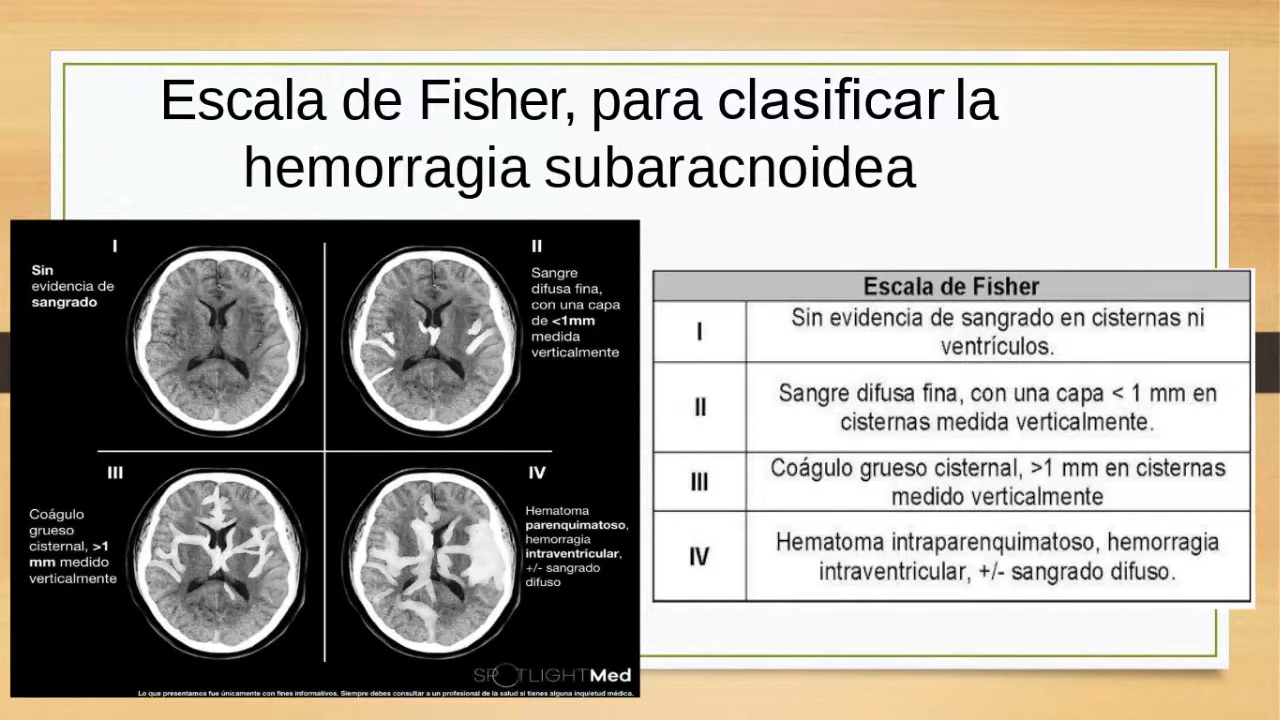 Escala de Fisher, para clasificar la
hemorragia subaracnoidea
I
Sin
evidencia de
sangrado
II
Sangre
difusa fina,
con una capa
de <1mm
medida
verticalmente
III
Coágulo
grueso
cisternal, >1
mm medido
verticalmente
IV
Hematoma
parenquimatoso,
hemorragia
intraventricular,
+/- sangrado
difuso
SPOTLIGHTMed
Lo que presentamos fue únicamente con fines informativos. Siempre debes consultar a un profesional de la salud si tienes alguna inquietud médica.
Escala de Fisher
I
Sin evidencia de sangrado en cisternas ni
ventrículos.
II
Sangre difusa fina, con una capa < 1 mm en
cisternas medida verticalmente.
III
Coágulo grueso cisternal, >1 mm en cisternas
medido verticalmente
IV
Hematoma intraparenquimatoso, hemorragia
intraventricular, +/- sangrado difuso.